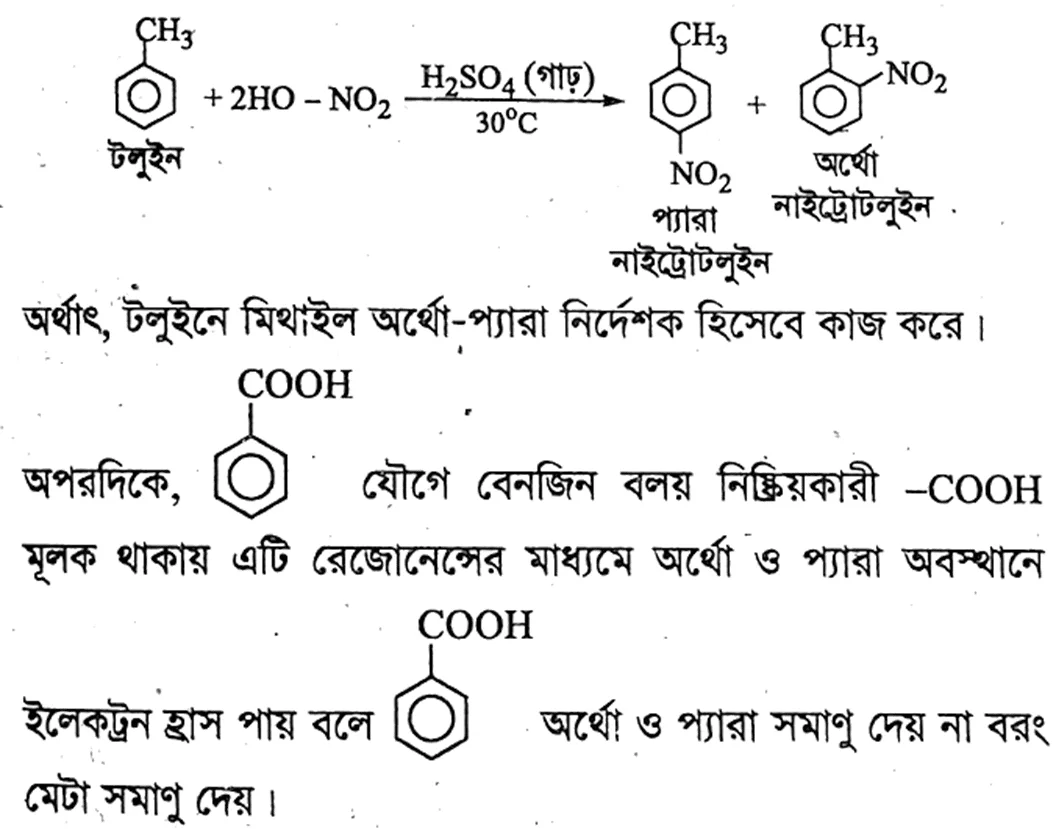 CH₃ CH₃ CH₃
+ 2HO – NO₂ H₂SO₄ (গাঢ়) + NO₂
30°C
টলুইন
NO₂ অর্থো
প্যারা নাইট্রোটলুইন
নাইট্রোটলুইন
অর্থাৎ, টলুইনে মিথাইল অর্থো-প্যারা নির্দেশক হিসেবে কাজ করে।
COOH
অপরদিকে, যৌগে বেনজিন বলয় নিষ্ক্রিয়কারী –COOH
মূলক থাকায় এটি রেজোনেন্সের মাধ্যমে অর্থো ও প্যারা অবস্থানে
COOH
ইলেকট্রন হ্রাস পায় বলে অর্থো ও প্যারা সমাণু দেয় না বরং
মেটা সমাণু দেয়।